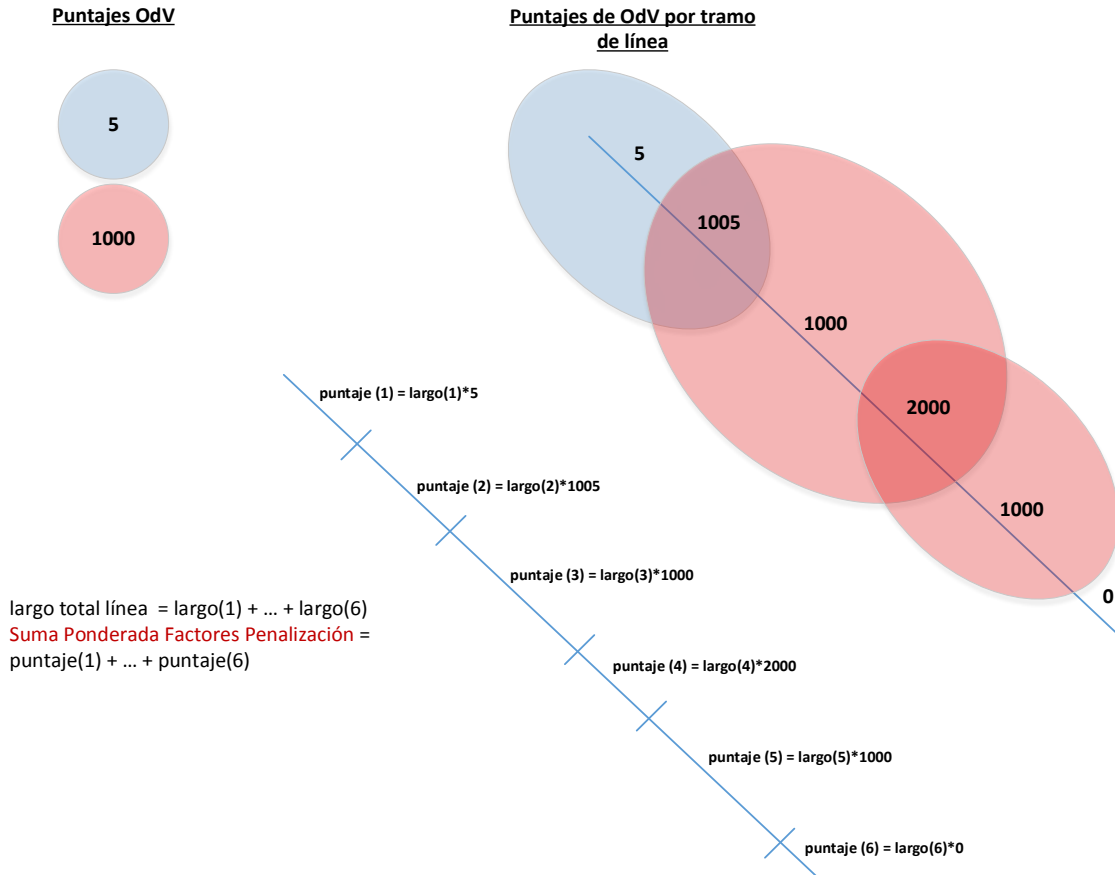 Puntajes OdV
5
1000
Puntajes de OdV por tramo
de línea
5
1005
1000
2000
1000
0
puntaje (1) = largo(1)*5
puntaje (2) = largo(2)*1005
puntaje (3) = largo(3)*1000
puntaje (4) = largo(4)*2000
puntaje (5) = largo(5)*1000
puntaje (6) = largo(6)*0
largo total línea = largo(1) + ... + largo(6)
Suma Ponderada Factores Penalización =
puntaje(1) + ... + puntaje(6)